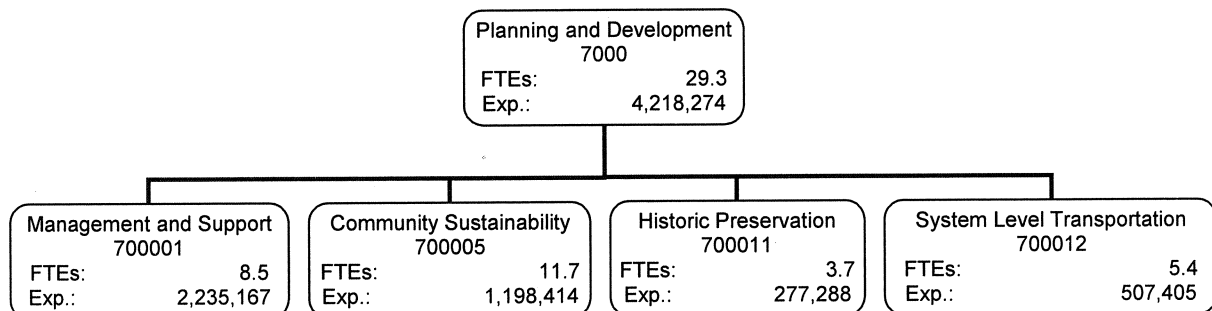 Planning and Development
7000
FTEs: 29.3
Exp.: 4,218,274
Management and Support
700001
FTEs: 8.5
Exp.: 2,235,167
Community Sustainability
700005
FTEs: 11.7
Exp.: 1,198,414
Historic Preservation
700011
FTEs: 3.7
Exp.: 277,288
System Level Transportation
700012
FTEs: 5.4
Exp.: 507,405